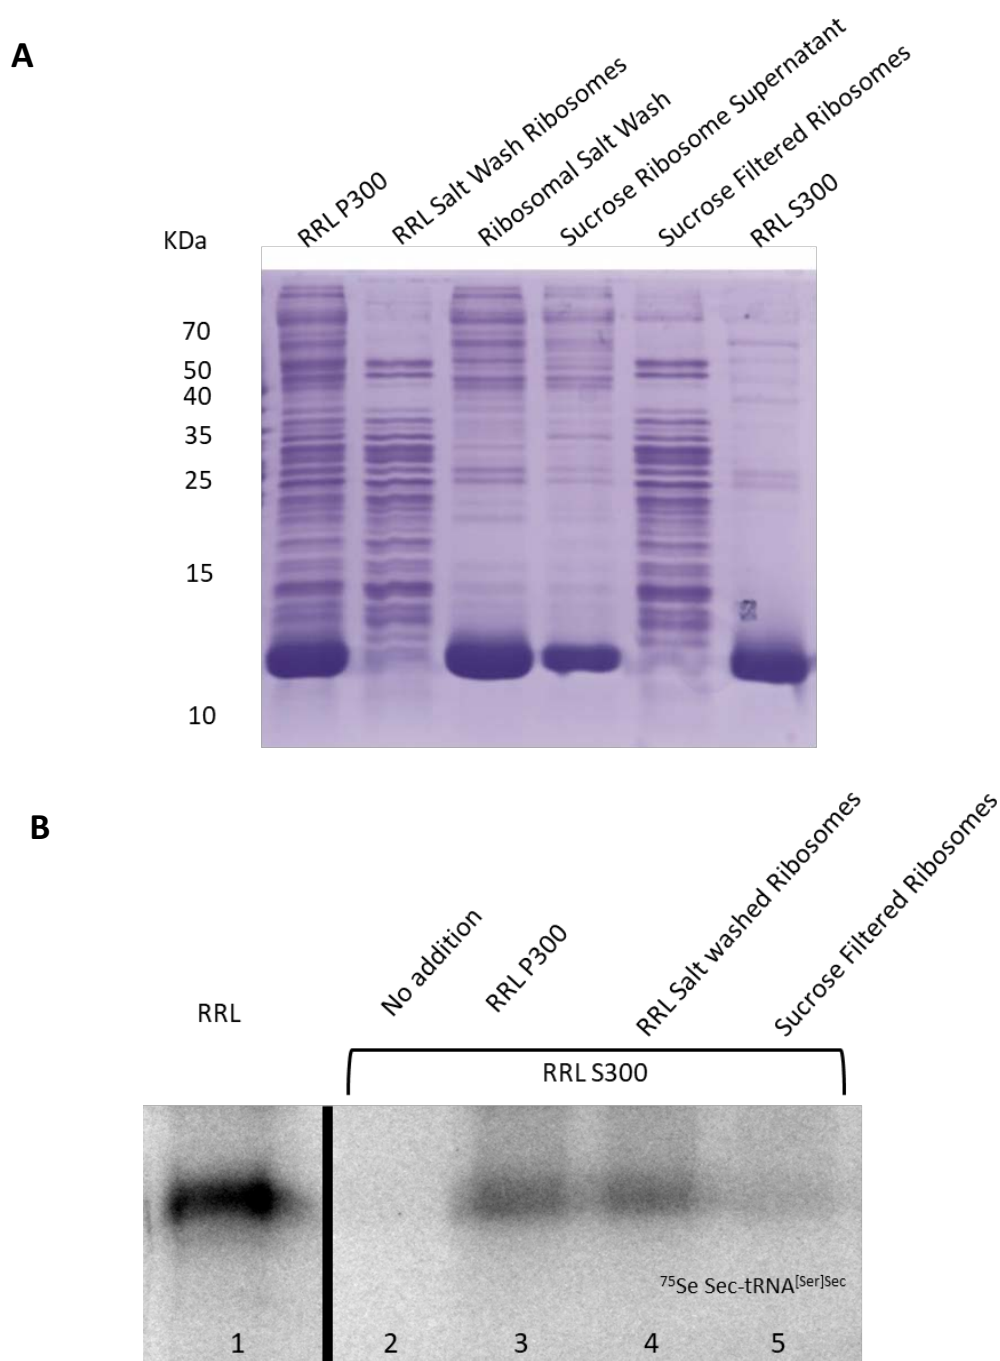 A
KDa
RRL P300
RRL Salt Wash Ribosomes
Ribosomal Salt Wash
Sucrose Ribosome Supernatant
Sucrose Filtered Ribosomes
RRL S300
70
50
40
35
25
15
10
B
RRL
No addition
RRL P300
RRL Salt washed Ribosomes
Sucrose Filtered Ribosomes
RRL S300
⁷⁵Se Sec-tRNA[Ser]Sec
1 2 3 4 5